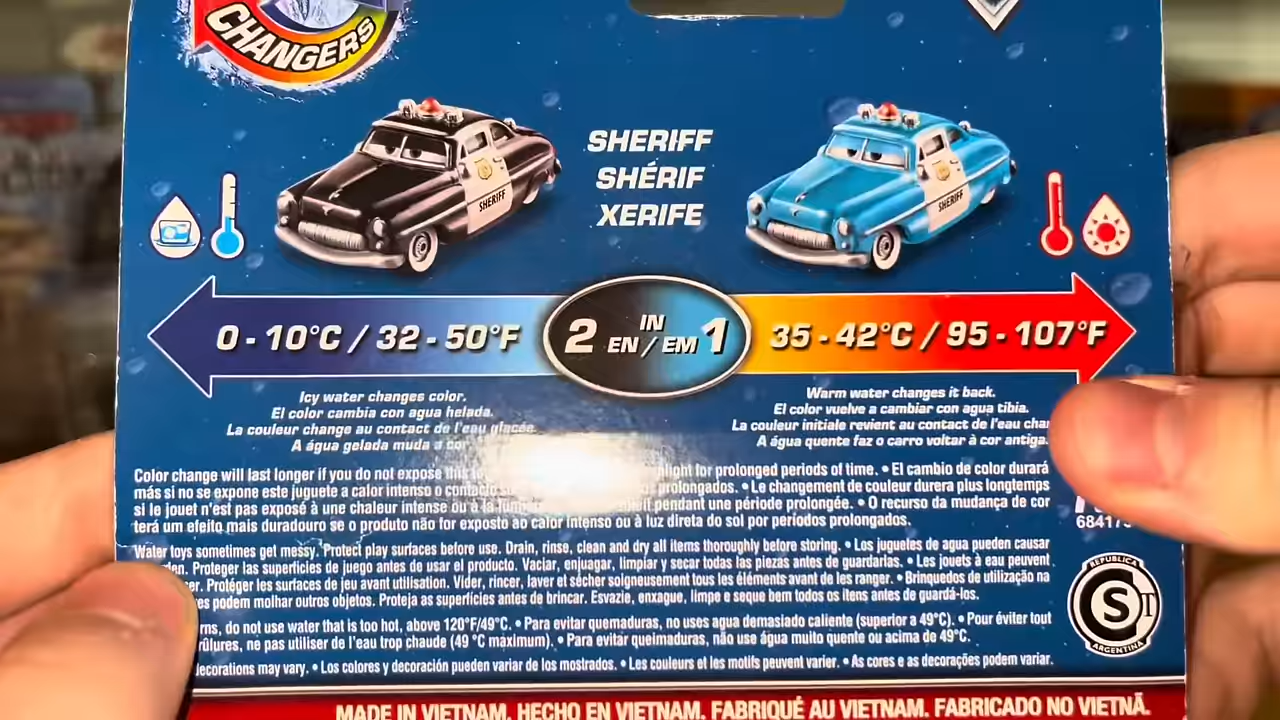 CHANGERS
SHERIFF
SHÉRIF
XERIFE
SHERIFF
SHERIFF
0 - 10°C / 32 - 50°F
2 IN EN / EM 1
35 - 42°C / 95 - 107°F
Icy water changes color.
El color cambia con agua helada.
La couleur change au contact de l'eau glacée.
A água gelada muda a cor
Warm water changes it back.
El color vuelve a cambiar con agua tibia.
La couleur initiale revient au contact de l'eau
A água quente faz o carro voltar à cor antiga.
Color change will last longer if you do not expose this light for prolonged periods of time. • El cambio de color durará
más si no se expone este juguete a calor intenso o prolongados. • Le changement de couleur durera plus longtemps
si le jouet n'est pas exposé à une chaleur intense ou à la pendant une période prolongée. • O recurso da mudança de cor
terá um efeito mais duradouro se o produto não for exposto ao calor intenso ou à luz direta do sol por períodos prolongados.
Water toys sometimes get messy. Protect play surfaces before use. Drain, rinse, clean and dry all items thoroughly before storing. • Los juguetes de agua pueden causar
Proteger las superficies de juego antes de usar el producto. Vaciar, enjuagar, limpiar y secar todas las piezas antes de guardarlas. • Les jouets à eau peuvent
Protéger les surfaces de jeu avant utilisation. Vider, rincer, laver et sécher soigneusement tous les éléments avant de les ranger. • Brinquedos de utilização na
podem molhar outros objetos. Proteja as superfícies antes de brincar. Esvazie, enxague, limpe e seque bem todos os itens antes de guardá-los.
do not use water that is too hot, above 120°F/49°C. • Para evitar quemaduras, no uses agua demasiado caliente (superior a 49°C). • Pour éviter tout
ne pas utiliser de l'eau trop chaude (49 °C maximum). • Para evitar queimaduras, não use água muito quente ou acima de 49°C.
decorations may vary. • Los colores y decoración pueden variar de los mostrados. • Les couleurs et les motifs peuvent varier. • As cores e as decorações podem variar.
REPUBLICA
S
ARGENTINA
MADE IN VIETNAM. HECHO EN VIETNAM. FABRIQUÉ AU VIETNAM. FABRICADO NO VIETNÃ.